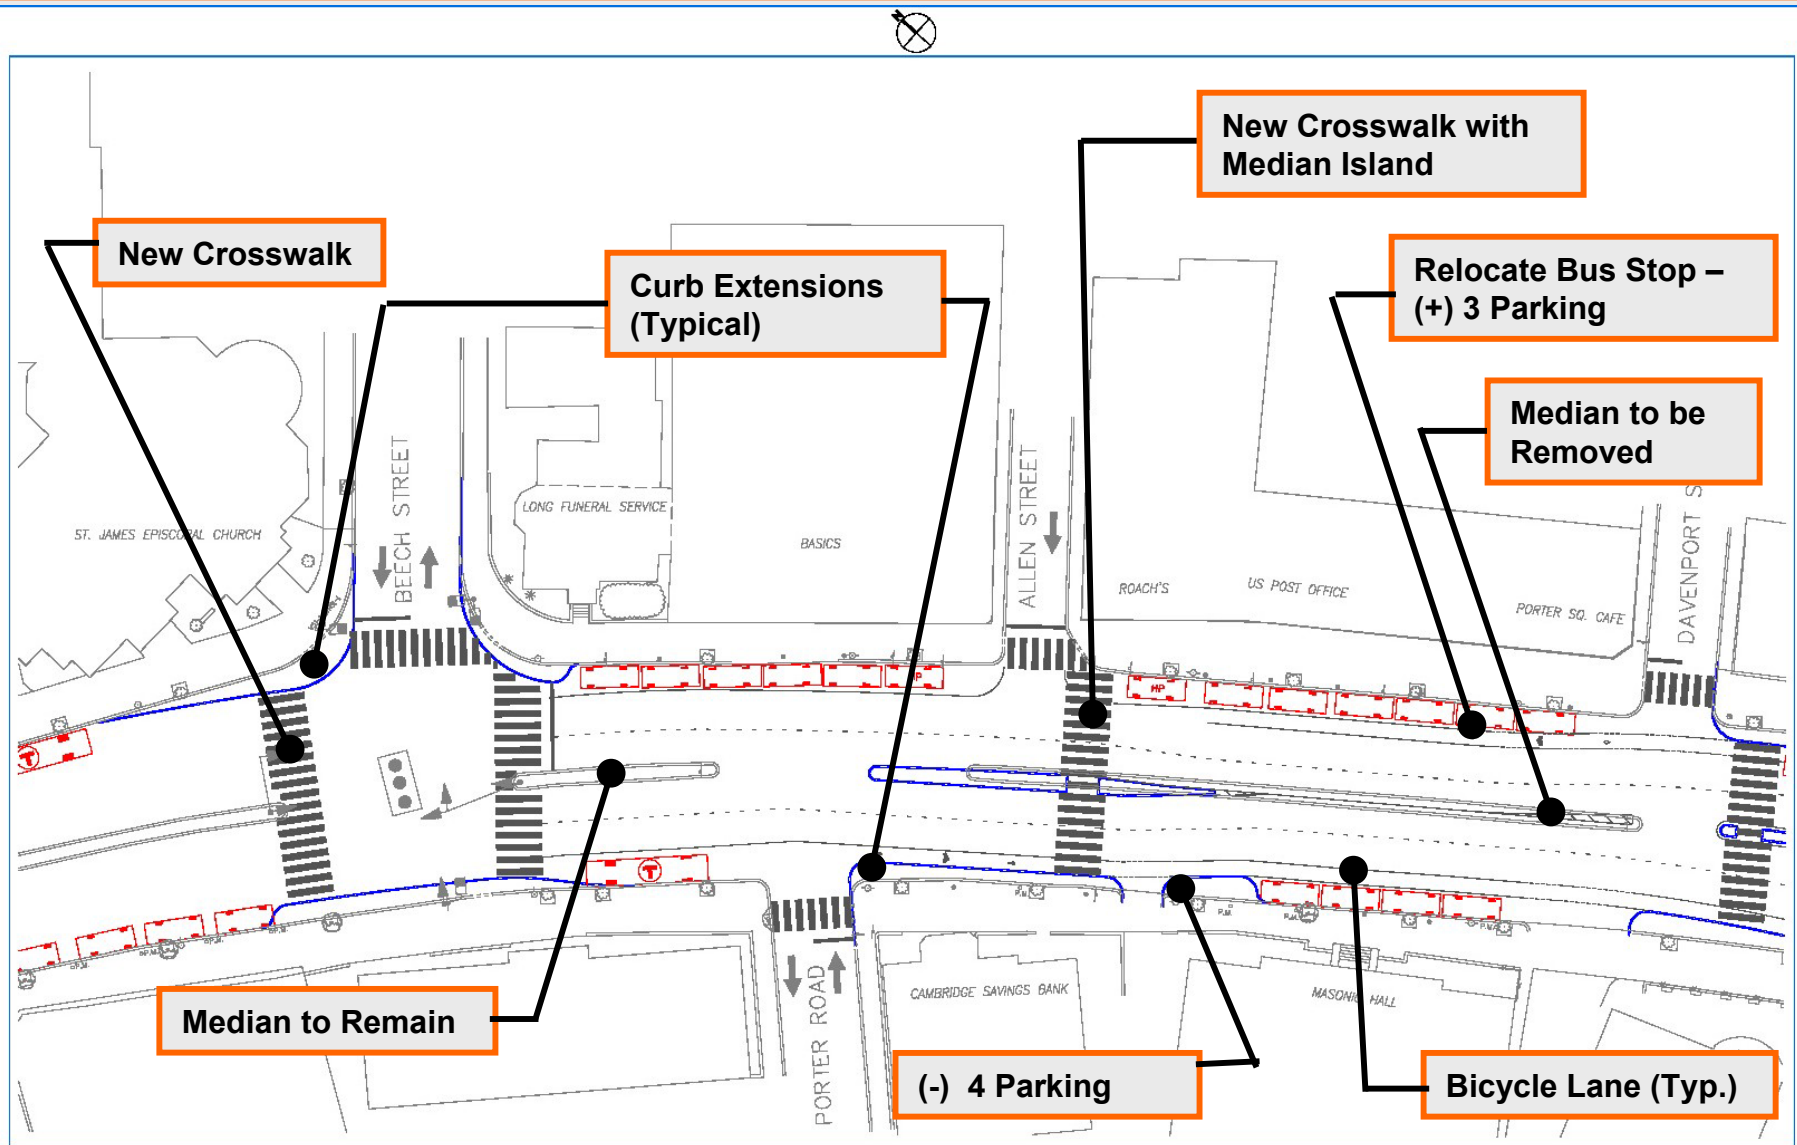 New Crosswalk with
Median Island
New Crosswalk
Curb Extensions
(Typical)
Relocate Bus Stop –
(+) 3 Parking
Median to be
Removed
BEECH STREET
ALLEN STREET
DAVENPORT S
LONG FUNERAL SERVICE
ST. JAMES EPISCOPAL CHURCH
BASICS
ROACH'S
US POST OFFICE
PORTER SQ. CAFE
HP
HP
T
T
P.M.
P.M.
P.M.
P.M.
P.M.
P.M.
P.M.
CAMBRIDGE SAVINGS BANK
MASONIC HALL
PORTER ROAD
Median to Remain
(-) 4 Parking
Bicycle Lane (Typ.)